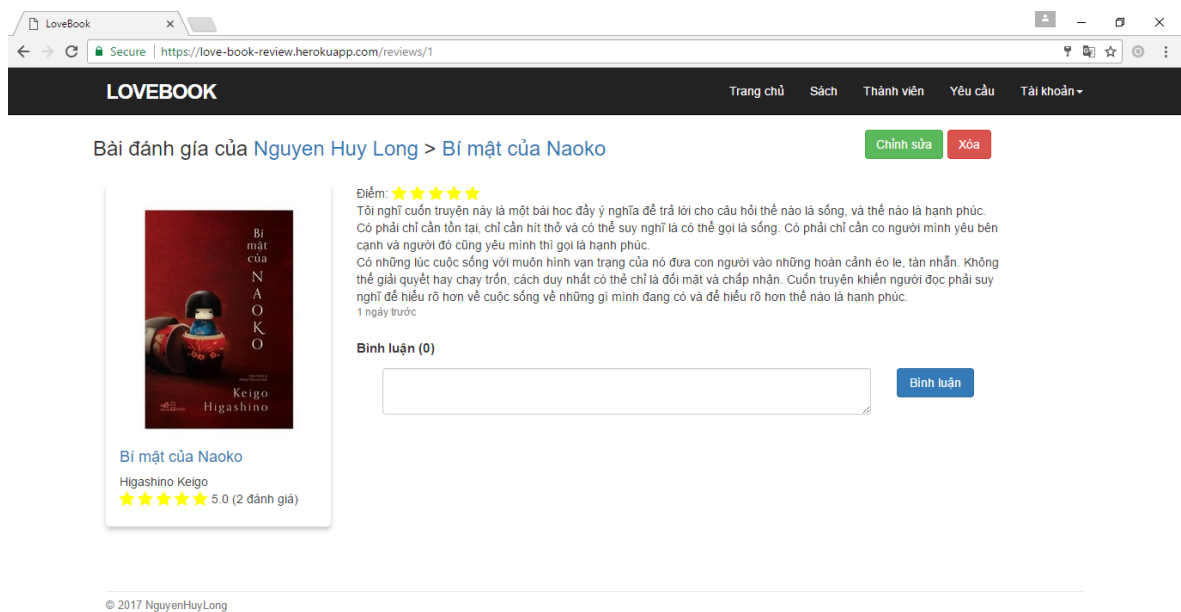 LoveBook
Secure | https://love-book-review.herokuapp.com/reviews/1
LOVEBOOK
Trang chủ Sách Thành viên Yêu cầu Tài khoản
Bài đánh gía của Nguyen Huy Long > Bí mật của Naoko
Chỉnh sửa Xóa
Bí
mật
của
N
A
O
K
O
Keigo
Higashino
Bí mật của Naoko
Higashino Keigo
5.0 (2 đánh giá)
Điểm:
Tôi nghĩ cuốn truyện này là một bài hoc đầy ý nghĩa để trả lời cho câu hỏi thế nào là sống, và thế nào là hạnh phúc.
Có phải chỉ cần tồn tại, chỉ cần hít thở và có thể suy nghĩ là có thể gọi là sống. Có phải chỉ cần co người mình yêu bên
cạnh và người đó cũng yêu mình thì gọi là hạnh phúc.
Có những lúc cuộc sống với muôn hình vạn trạng của nó đưa con người vào những hoàn cảnh éo le, tàn nhẫn. Không
thể giải quyết hay chạy trốn, cách duy nhất có thể chỉ là đối mặt và chấp nhận. Cuốn truyện khiến người đọc phải suy
nghĩ để hiểu rõ hơn về cuộc sống về những gì mình đang có và để hiểu rõ hơn thế nào là hạnh phúc.
1 ngày trước
Bình luận (0)
Bình luận
© 2017 NguyenHuyLong